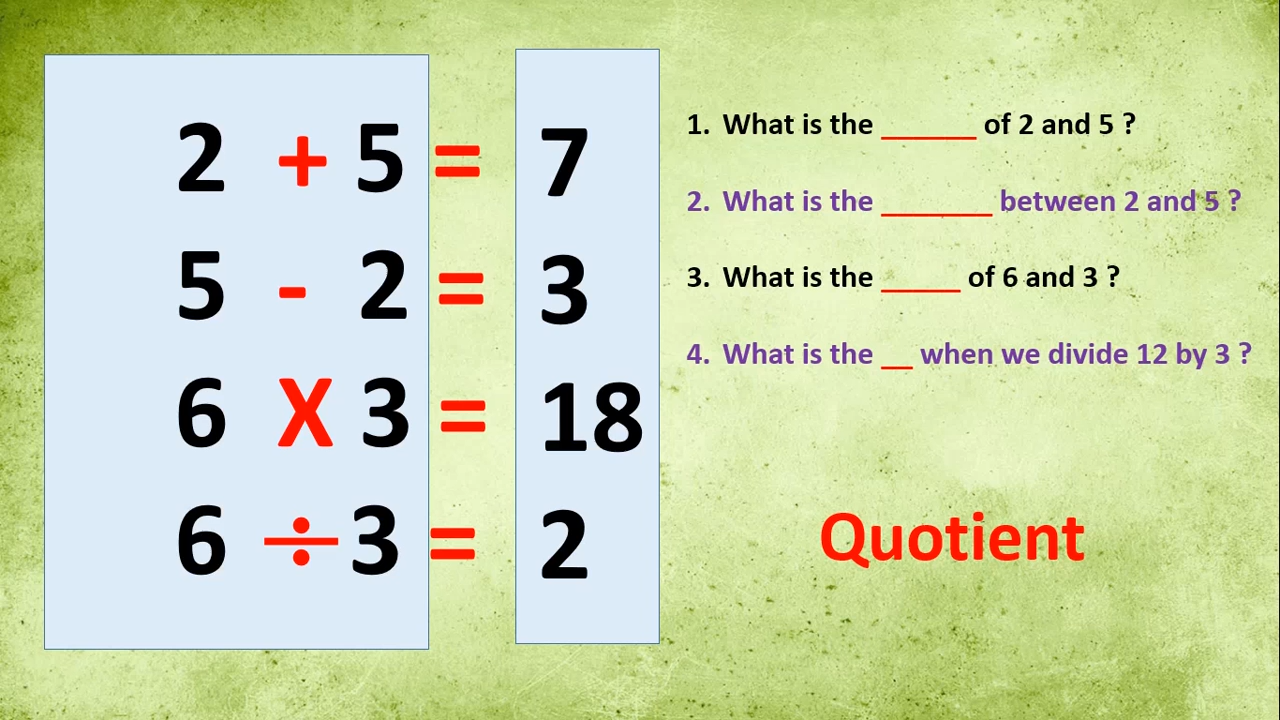 2 + 5 = 7
5 - 2 = 3
6 X 3 = 18
6 ÷ 3 = 2
1. What is the ______ of 2 and 5 ?
2. What is the _______ between 2 and 5 ?
3. What is the _____ of 6 and 3 ?
4. What is the __ when we divide 12 by 3 ?
Quotient